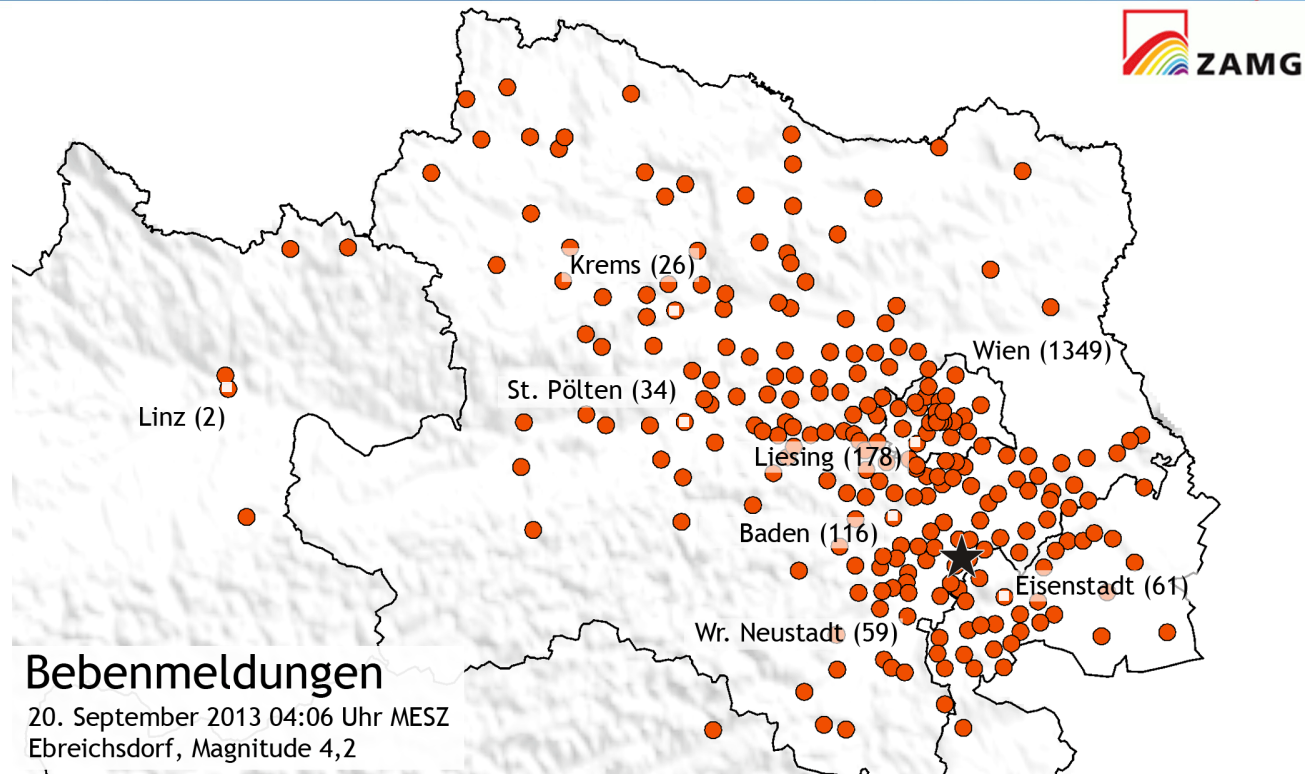 ZAMG
Krems (26)
Wien (1349)
St. Pölten (34)
Linz (2)
Liesing (178)
Baden (116)
Eisenstadt (61)
Wr. Neustadt (59)
Bebenmeldungen
20. September 2013 04:06 Uhr MESZ
Ebreichsdorf, Magnitude 4,2